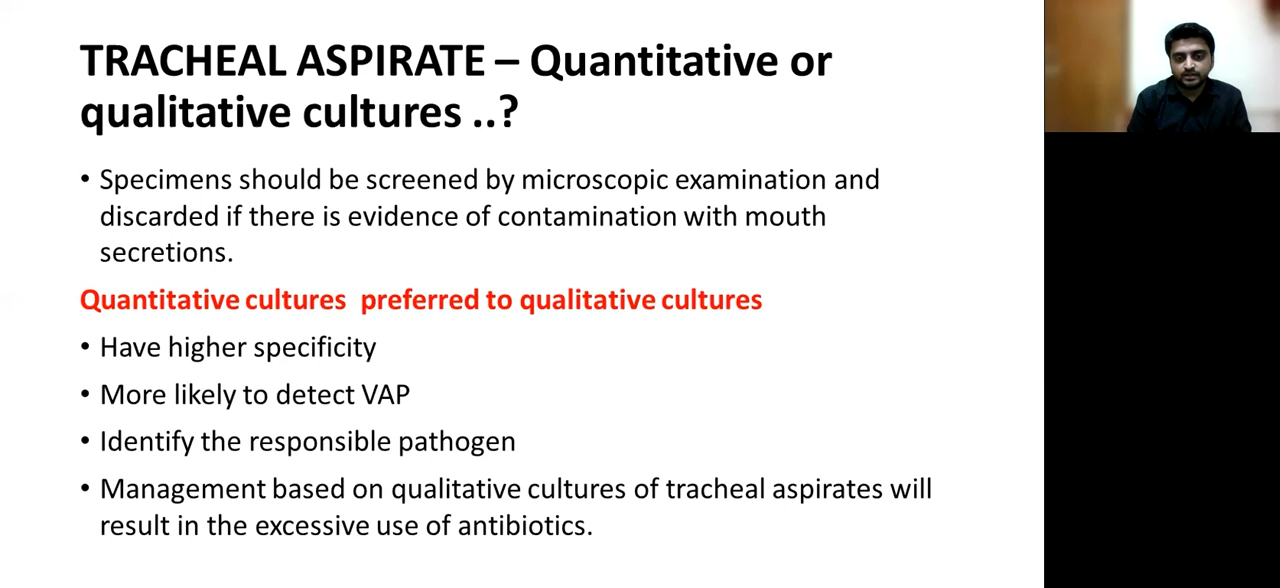 TRACHEAL ASPIRATE – Quantitative or
qualitative cultures ..?
• Specimens should be screened by microscopic examination and
discarded if there is evidence of contamination with mouth
secretions.
Quantitative cultures  preferred to qualitative cultures
• Have higher specificity
• More likely to detect VAP
• Identify the responsible pathogen
• Management based on qualitative cultures of tracheal aspirates will
result in the excessive use of antibiotics.